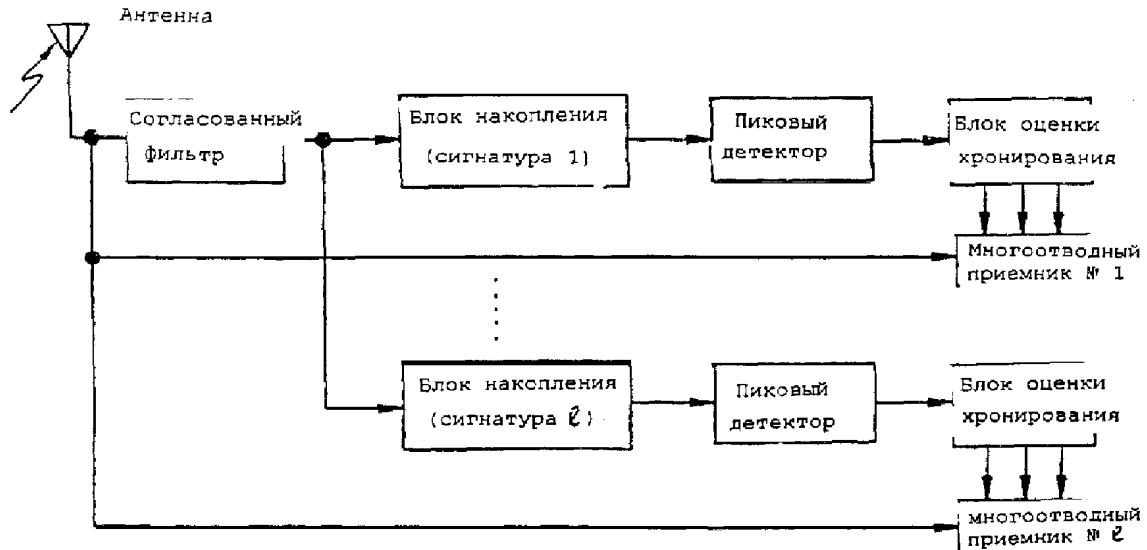 Антенна
Согласованный
фильтр
Блок накопления
(сигнатура 1)
Пиковый
детектор
Блок оценки
хронирования
Многоотводный
приемник № 1
Блок накопления
(сигнатура ℓ)
Пиковый
детектор
Блок оценки
хронирования
многоотводный
приемник № ℓ